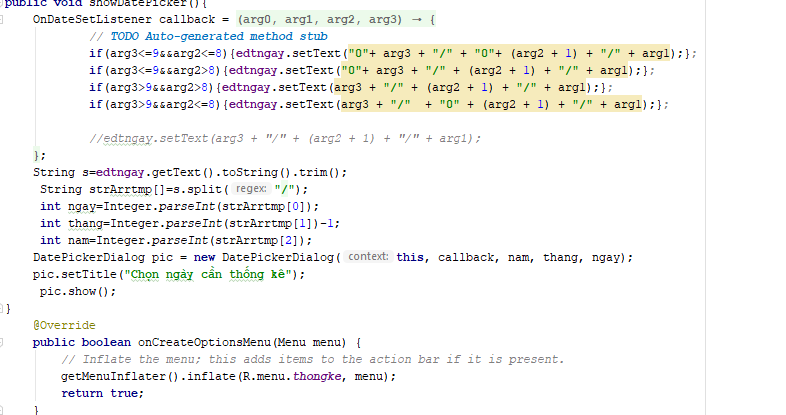 public void showDatePicker(){
OnDateSetListener callback = (arg0, arg1, arg2, arg3) → {
// TODO Auto-generated method stub
if(arg3<=9&&arg2<=8){edtngay.setText("0"+ arg3 + "/" + "0"+ (arg2 + 1) + "/" + arg1);};
if(arg3<=9&&arg2>8){edtngay.setText("0"+ arg3 + "/" + (arg2 + 1) + "/" + arg1);};
if(arg3>9&&arg2>8){edtngay.setText(arg3 + "/" + (arg2 + 1) + "/" + arg1);};
if(arg3>9&&arg2<=8){edtngay.setText(arg3 + "/" + "0" + (arg2 + 1) + "/" + arg1);};
//edtngay.setText(arg3 + "/" + (arg2 + 1) + "/" + arg1);
};
String s=edtngay.getText().toString().trim();
String strArrtmp[]=s.split( regex: "/");
int ngay=Integer.parseInt(strArrtmp[0]);
int thang=Integer.parseInt(strArrtmp[1])-1;
int nam=Integer.parseInt(strArrtmp[2]);
DatePickerDialog pic = new DatePickerDialog( context: this, callback, nam, thang, ngay);
pic.setTitle("Chọn ngày cần thống kê");
pic.show();
}
@Override
public boolean onCreateOptionsMenu(Menu menu) {
// Inflate the menu; this adds items to the action bar if it is present.
getMenuInflater().inflate(R.menu.thongke, menu);
return true;
}